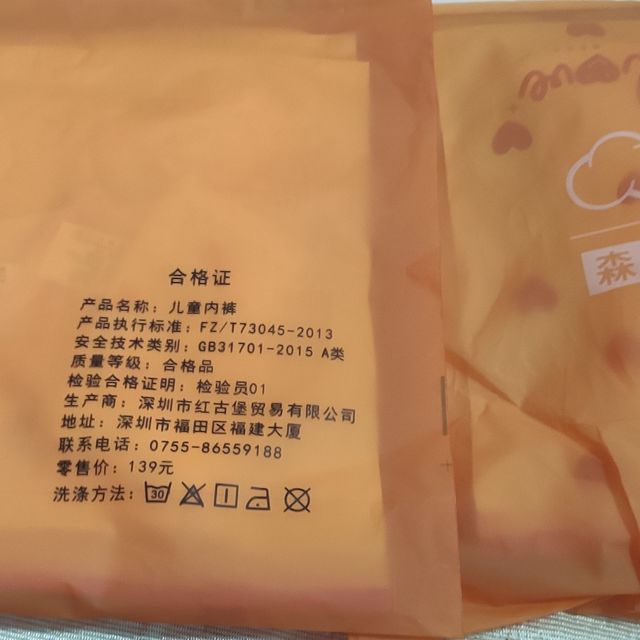 合格证
产品名称：儿童内裤
产品执行标准：FZ/T73045-2013
安全技术类别：GB31701-2015 A类
质量等级：合格品
检验合格证明：检验员01
生产商：深圳市红古堡贸易有限公司
地址：深圳市福田区福建大厦
联系电话：0755-86559188
零售价：139元
洗涤方法：30
love
森